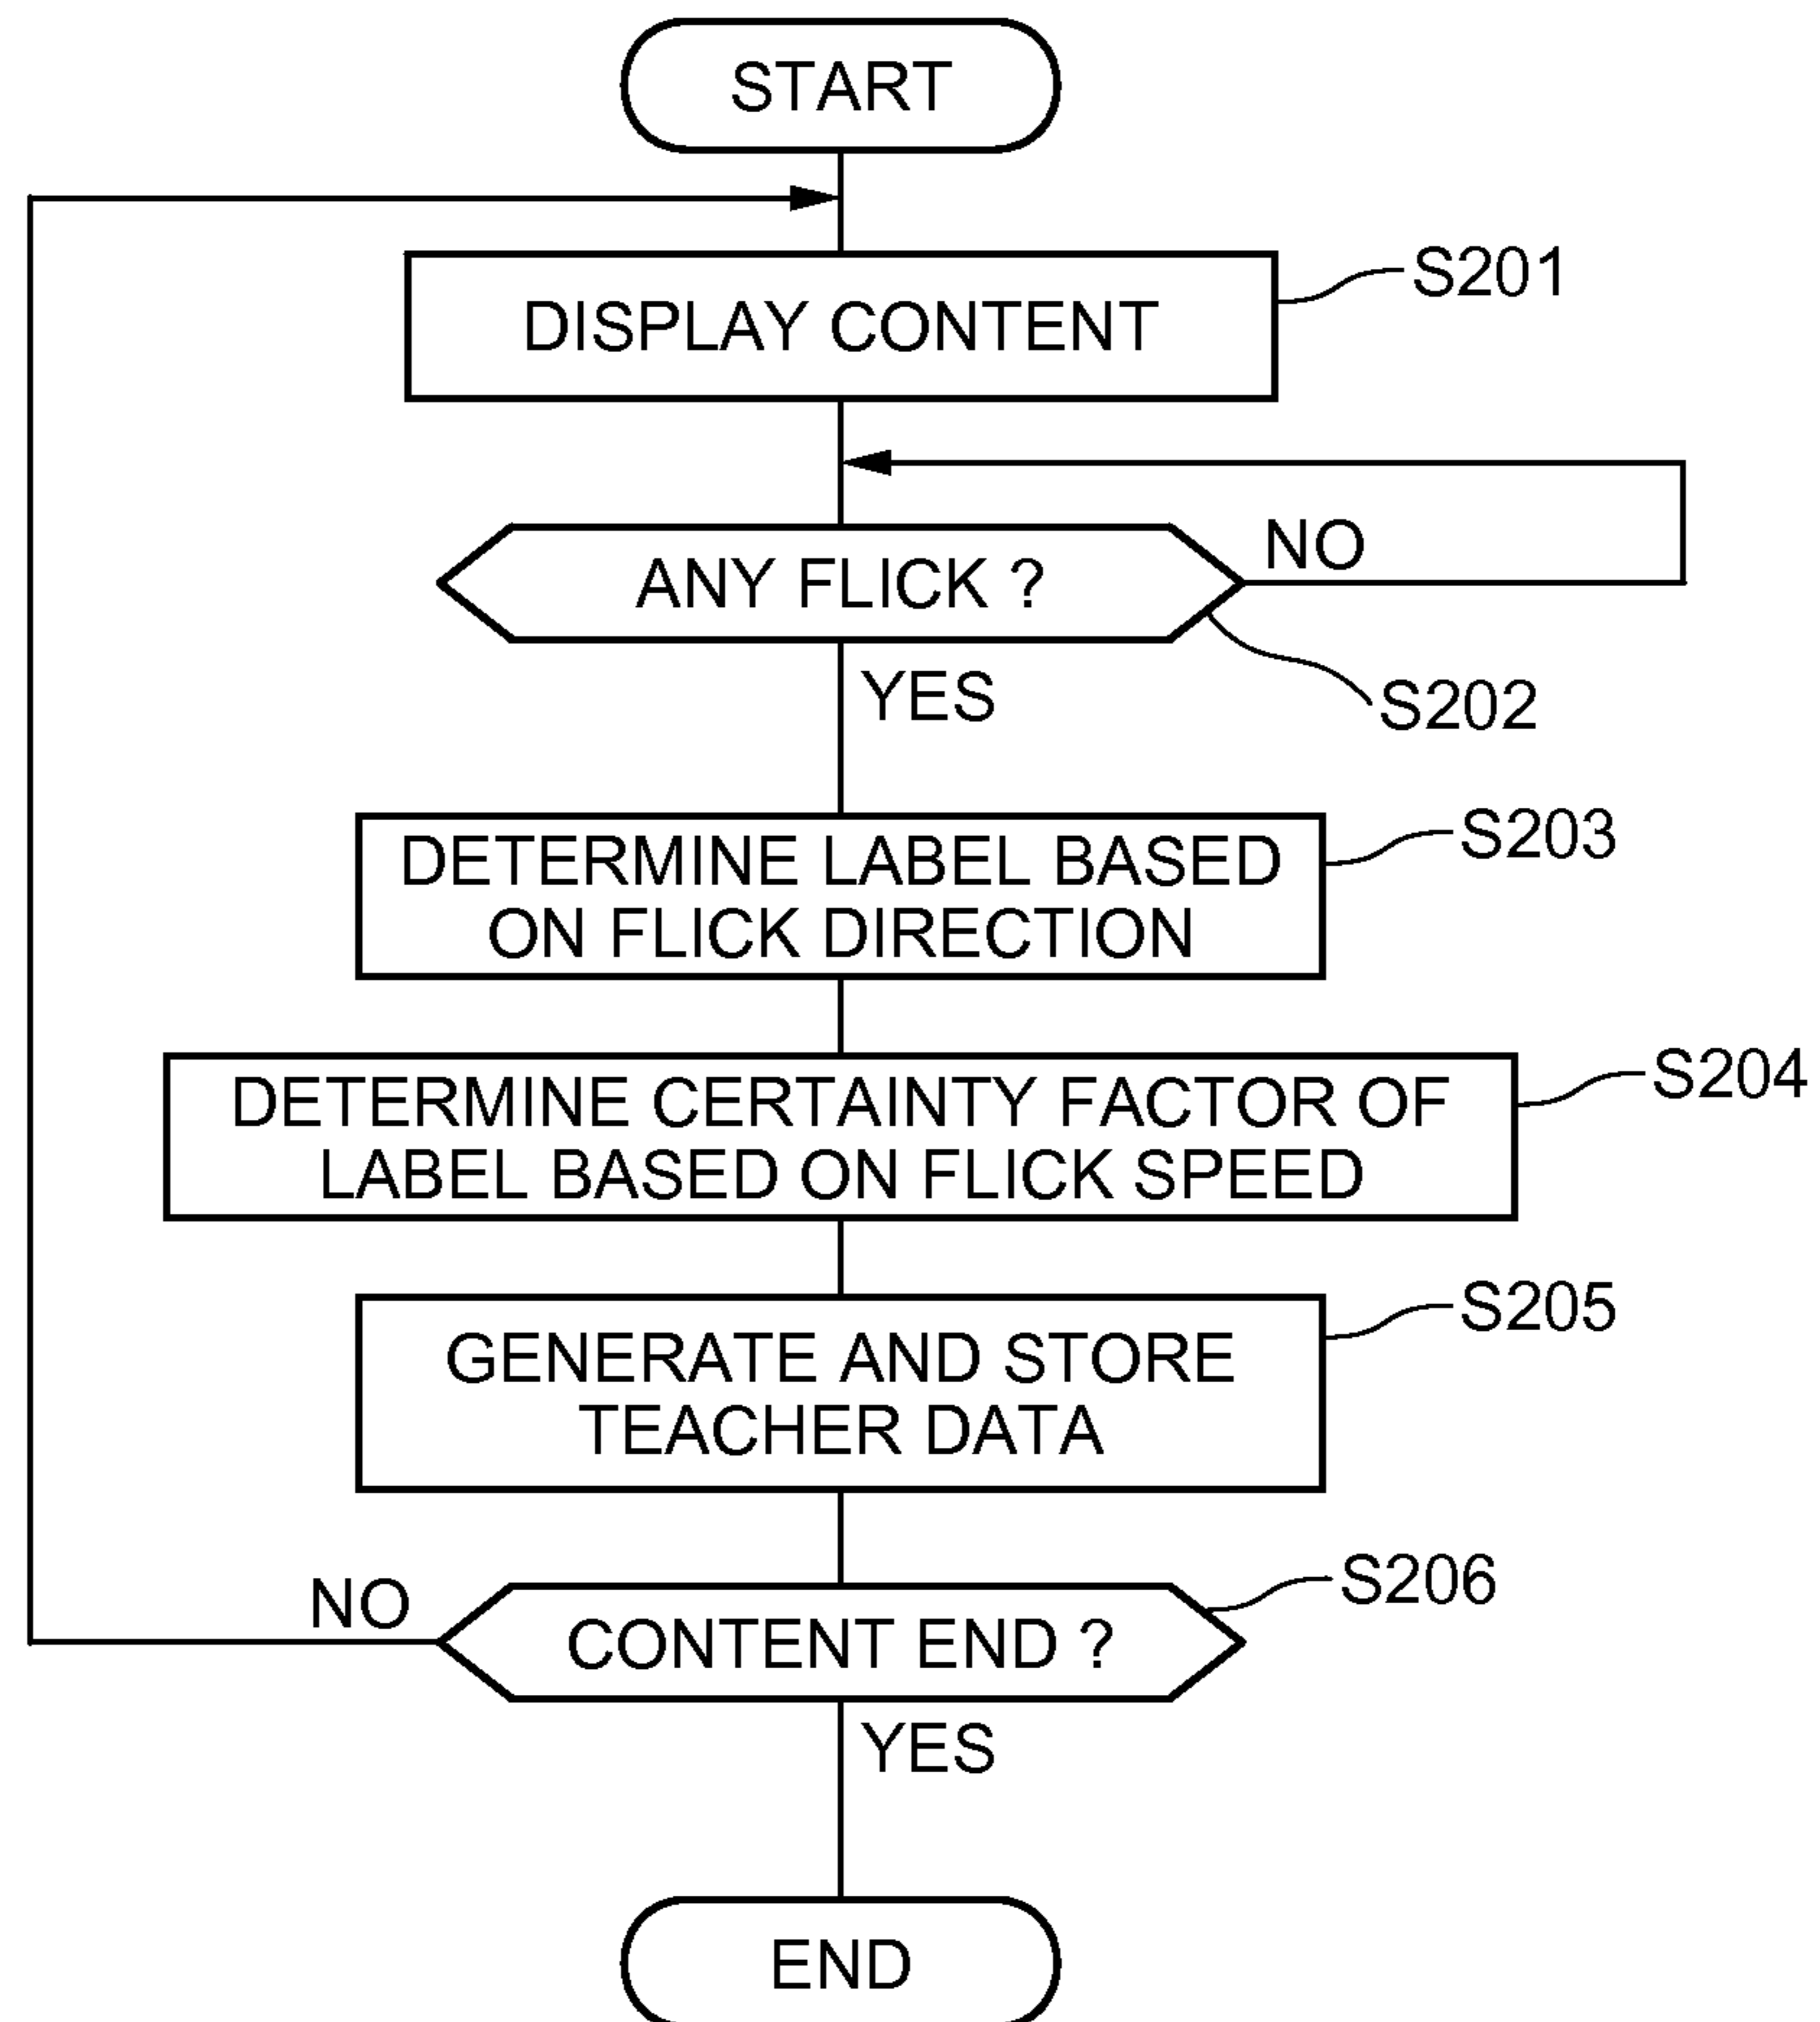 START
S201
DISPLAY CONTENT
NO
ANY FLICK ?
YES
S202
S203
DETERMINE LABEL BASED
ON FLICK DIRECTION
S204
DETERMINE CERTAINTY FACTOR OF
LABEL BASED ON FLICK SPEED
S205
GENERATE AND STORE
TEACHER DATA
S206
NO
CONTENT END ?
YES
END